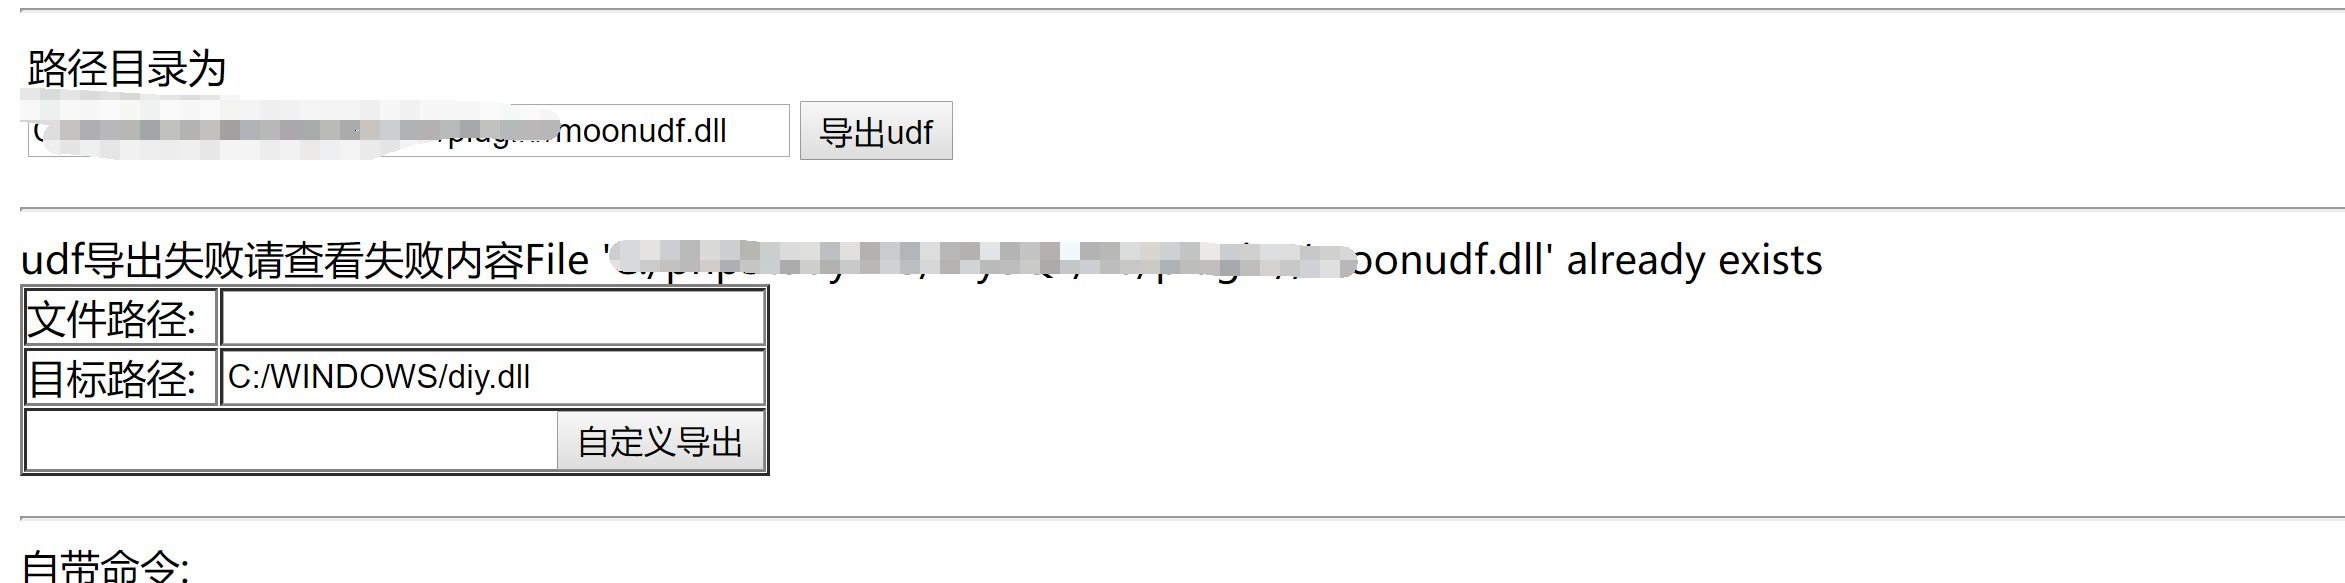 路径目录为
moonudf.dll 导出udf
udf导出失败请查看失败内容File ' oonudf.dll' already exists
文件路径:
目标路径: C:/WINDOWS/diy.dll
自定义导出
自带命令: